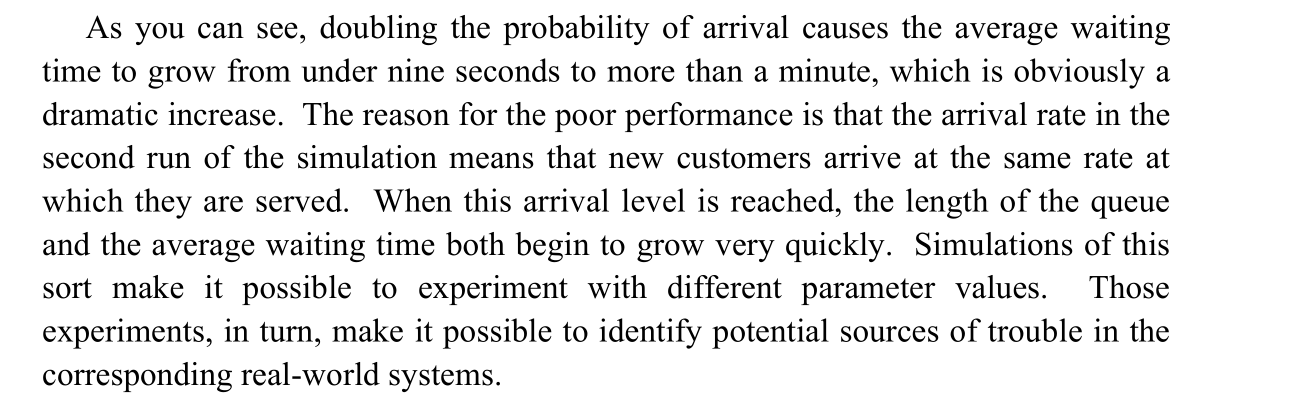 As you can see, doubling the probability of arrival causes the average waiting
time to grow from under nine seconds to more than a minute, which is obviously a
dramatic increase.  The reason for the poor performance is that the arrival rate in the
second run of the simulation means that new customers arrive at the same rate at
which they are served.  When this arrival level is reached, the length of the queue
and the average waiting time both begin to grow very quickly.  Simulations of this
sort make it possible to experiment with different parameter values.  Those
experiments, in turn, make it possible to identify potential sources of trouble in the
corresponding real-world systems.